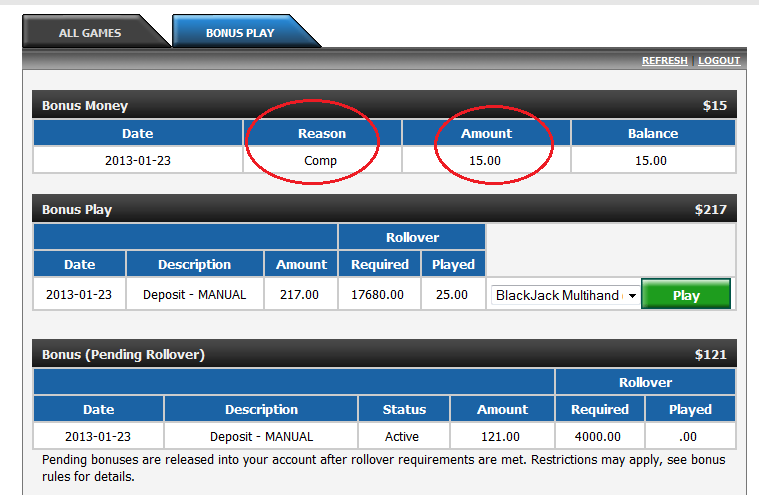 ALL GAMES BONUS PLAY
REFRESH | LOGOUT
Bonus Money $15
Date Reason Amount Balance
2013-01-23 Comp 15.00 15.00
Bonus Play $217
Rollover
Date Description Amount Required Played
2013-01-23 Deposit - MANUAL 217.00 17680.00 25.00 BlackJack Multihand Play
Bonus (Pending Rollover) $121
Rollover
Date Description Status Amount Required Played
2013-01-23 Deposit - MANUAL Active 121.00 4000.00 .00
Pending bonuses are released into your account after rollover requirements are met. Restrictions may apply, see bonus
rules for details.